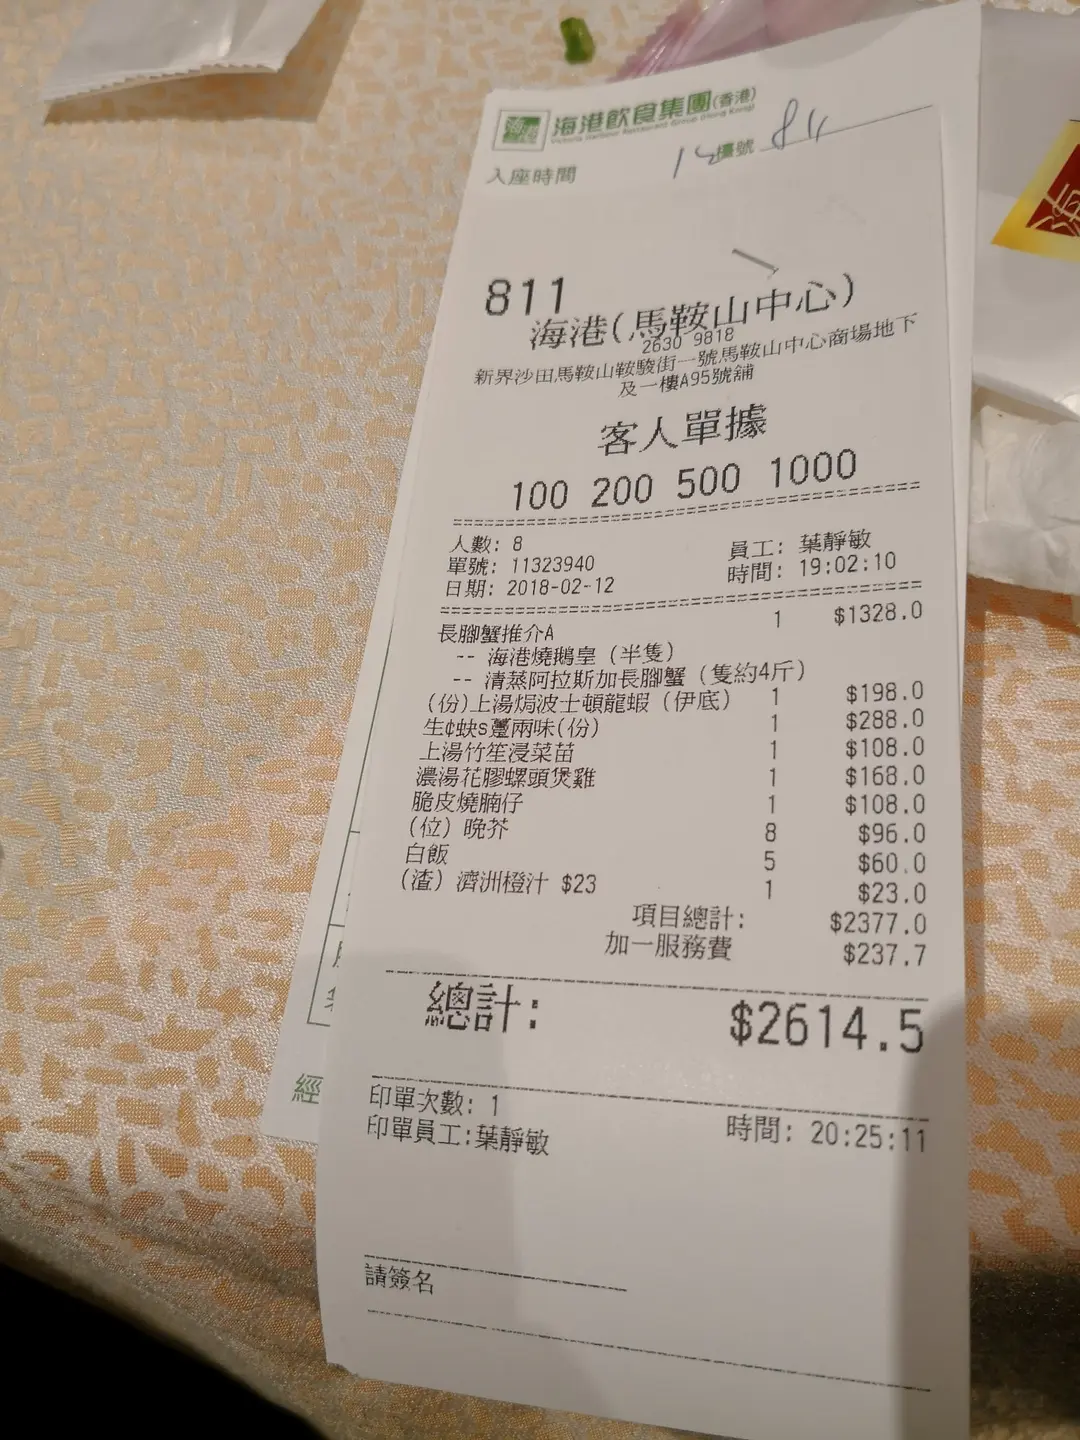 海港 海港飲食集團(香港)
Victoria Harbour Restaurant Group (Hong Kong)
入座時間
檯號 811
811
海港(馬鞍山中心)
2630 9818
新界沙田馬鞍山鞍駿街一號馬鞍山中心商場地下
及一樓A95號舖
客人單據
100 200 500 1000
人數: 8
單號: 11323940 員工: 葉靜敏
日期: 2018-02-12 時間: 19:02:10
長腳蟹推介A 1 $1328.0
-- 海港燒鵝皇 (半隻)
-- 清蒸阿拉斯加長腳蟹 (隻約4斤)
(份)上湯焗波士頓龍蝦 (伊底) 1 $198.0
生¢蚗s躉兩味(份) 1 $288.0
上湯竹笙浸菜苗 1 $108.0
濃湯花膠螺頭煲雞 1 $168.0
脆皮燒腩仔 1 $108.0
(位) 晚芥 8 $96.0
白飯 5 $60.0
(渣) 濟洲橙汁 $23 1 $23.0
項目總計: $2377.0
加一服務費 $237.7
總計: $2614.5
印單次數: 1
印單員工:葉靜敏 時間: 20:25:11
請簽名
經